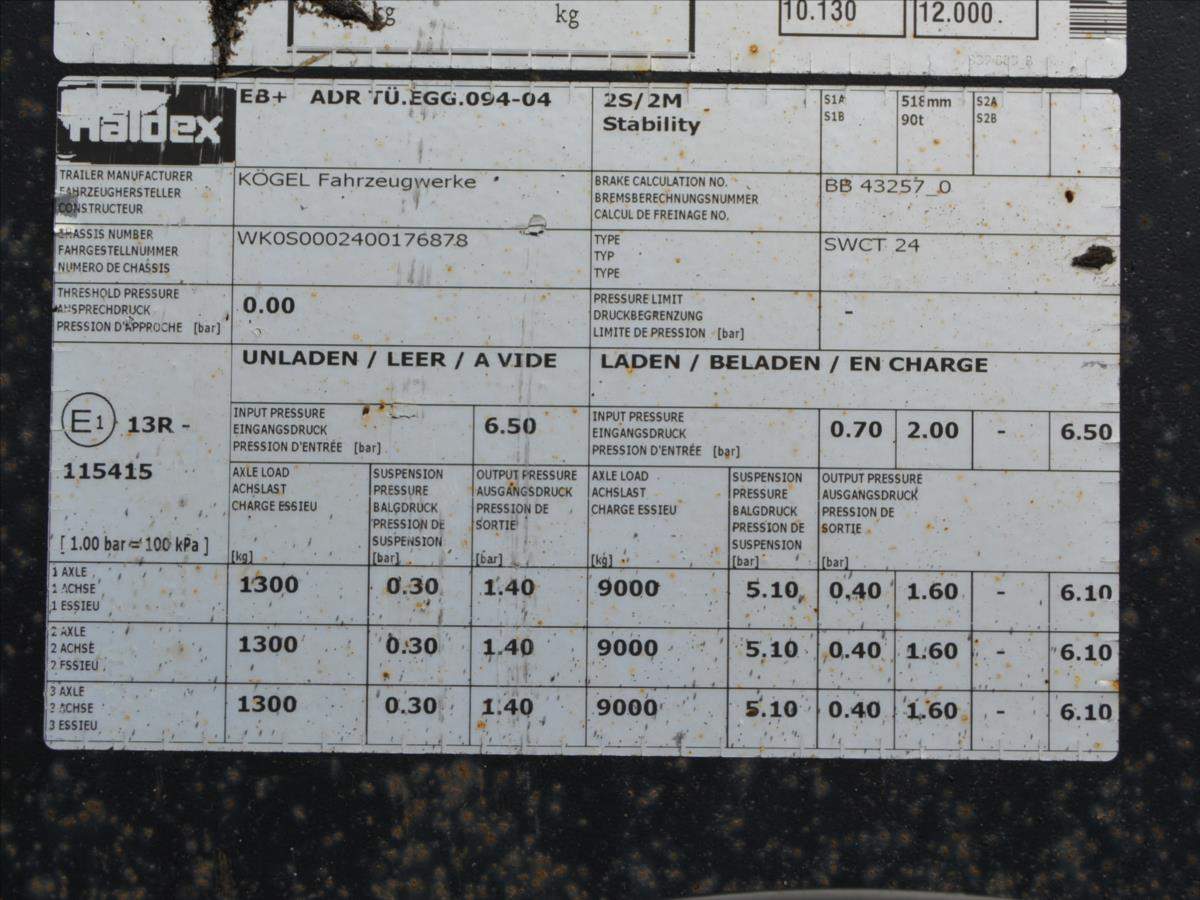 kg kg 10.130 12.000.
Haldex EB+ ADR TÜ.EGG.094-04 2S/2M S1A 518mm S2A
Stability S1B 90t S2B
TRAILER MANUFACTURER KÖGEL Fahrzeugwerke BRAKE CALCULATION NO. BB 43257_0
FAHRZEUGHERSTELLER BREMSBERECHNUNGSNUMMER
CONSTRUCTEUR CALCUL DE FREINAGE NO.
CHASSIS NUMBER WK0S0002400176878 TYPE SWCT 24
FAHRGESTELLNUMMER TYP
NUMERO DE CHASSIS TYPE
THRESHOLD PRESSURE 0.00 PRESSURE LIMIT -
ANSPRECHDRUCK DRUCKBEGRENZUNG
PRESSION D'APPROCHE [bar] LIMITE DE PRESSION [bar]
UNLADEN / LEER / A VIDE LADEN / BELADEN / EN CHARGE
E1 13R -
115415
[ 1.00 bar = 100 kPa ]
INPUT PRESSURE 6.50 INPUT PRESSURE 0.70 2.00 - 6.50
EINGANGSDRUCK EINGANGSDRUCK
PRESSION D'ENTRÉE [bar] PRESSION D'ENTRÉE [bar]
AXLE LOAD SUSPENSION OUTPUT PRESSURE AXLE LOAD SUSPENSION OUTPUT PRESSURE
ACHSLAST PRESSURE AUSGANGSDRUCK ACHSLAST PRESSURE AUSGANGSDRUCK
CHARGE ESSIEU BALGDRUCK PRESSION DE CHARGE ESSIEU BALGDRUCK PRESSION DE
PRESSION DE SORTIE PRESSION DE SORTIE
SUSPENSION SUSPENSION
[kg] [bar] [bar] [kg] [bar] [bar]
1 AXLE 1300 0.30 1.40 9000 5.10 0.40 1.60 - 6.10
1 ACHSE
1 ESSIEU
2 AXLE 1300 0.30 1.40 9000 5.10 0.40 1.60 - 6.10
2 ACHSE
2 ESSIEU
3 AXLE 1300 0.30 1.40 9000 5.10 0.40 1.60 - 6.10
3 ACHSE
3 ESSIEU